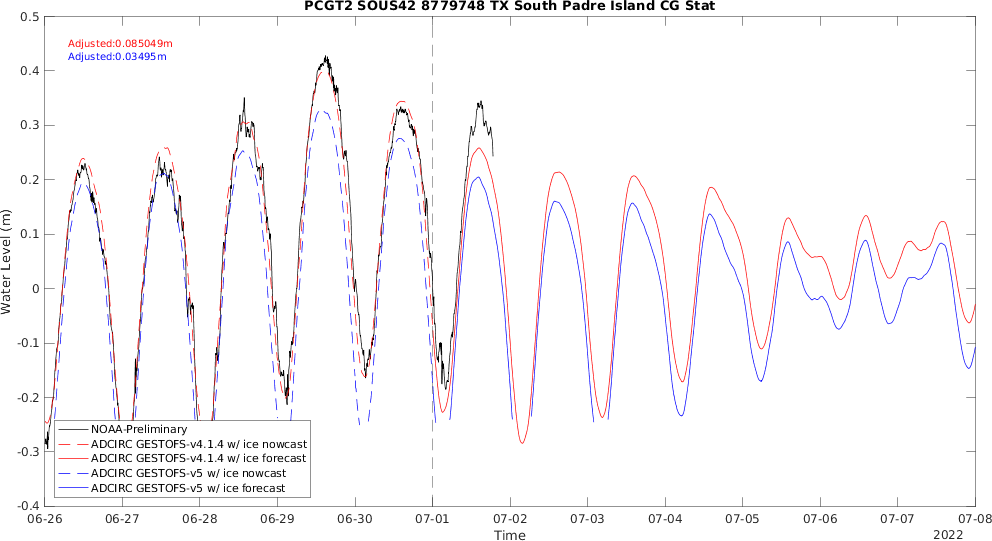 PCGT2 SOUS42 8779748 TX South Padre Island CG Stat
Adjusted:0.085049m
Adjusted:0.03495m
0.5
0.4
0.3
0.2
0.1
0
-0.1
-0.2
-0.3
-0.4
Water Level (m)
NOAA-Preliminary
ADCIRC GESTOFS-v4.1.4 w/ ice nowcast
ADCIRC GESTOFS-v4.1.4 w/ ice forecast
ADCIRC GESTOFS-v5 w/ ice nowcast
ADCIRC GESTOFS-v5 w/ ice forecast
06-26 06-27 06-28 06-29 06-30 07-01 07-02 07-03 07-04 07-05 07-06 07-07 07-08
Time
2022